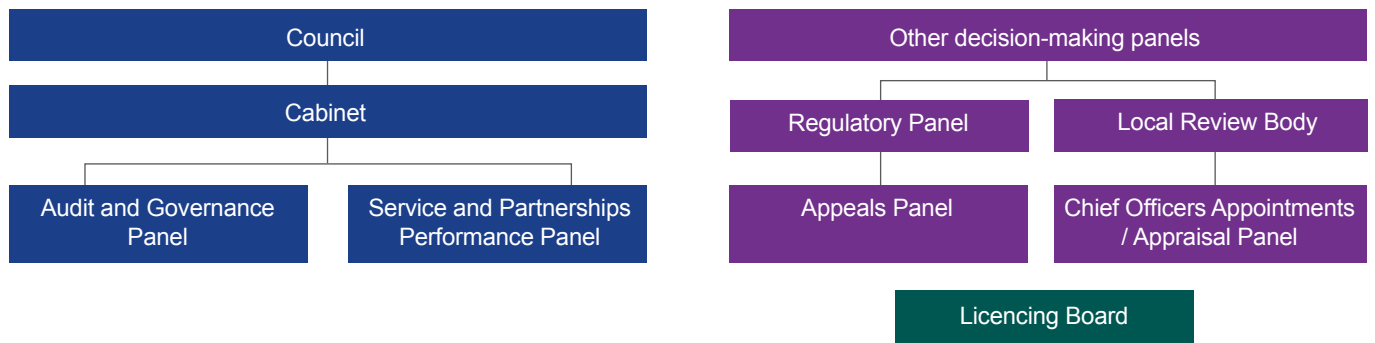 Council
Cabinet
Audit and Governance
Panel
Service and Partnerships
Performance Panel
Other decision-making panels
Regulatory Panel
Local Review Body
Appeals Panel
Chief Officers Appointments
/ Appraisal Panel
Licencing Board